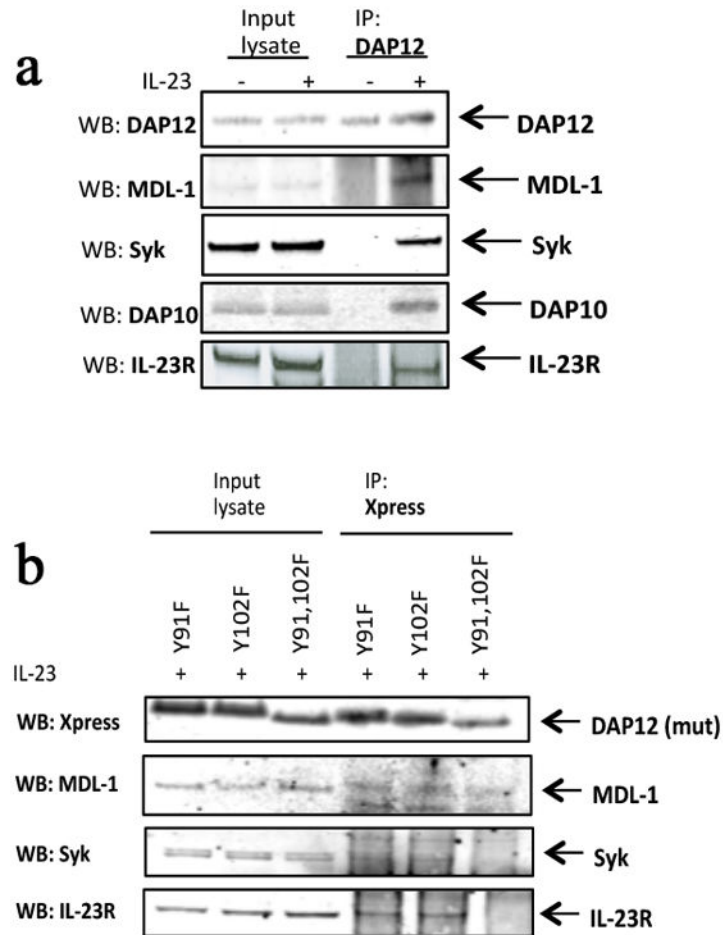 a
Input lysate
IP: DAP12
IL-23 - + - +
WB: DAP12 DAP12
WB: MDL-1 MDL-1
WB: Syk Syk
WB: DAP10 DAP10
WB: IL-23R IL-23R
b
Input lysate
IP: Xpress
Y91F Y102F Y91,102F Y91F Y102F Y91,102F
IL-23 + + + + + +
WB: Xpress DAP12 (mut)
WB: MDL-1 MDL-1
WB: Syk Syk
WB: IL-23R IL-23R